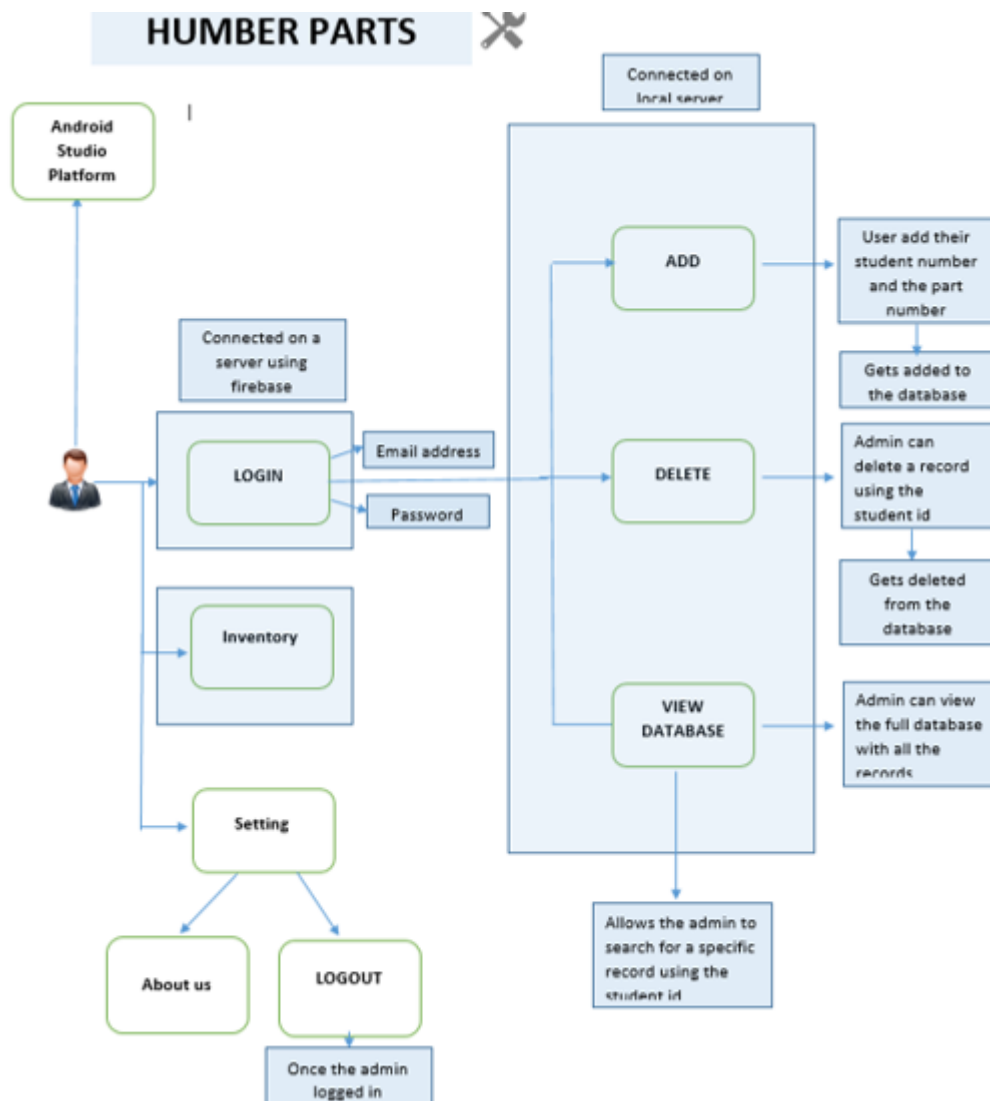 HUMBER PARTS
Connected on
local server
Android
Studio
Platform
ADD
User add their
student number
and the part
number
Connected on a
server using
firebase
Gets added to
the database
LOGIN
Email address
Password
DELETE
Admin can
delete a record
using the
student id
Gets deleted
from the
database
Inventory
VIEW
DATABASE
Admin can view
the full database
with all the
records
Setting
Allows the admin to
search for a specific
record using the
student id
About us
LOGOUT
Once the admin
logged in